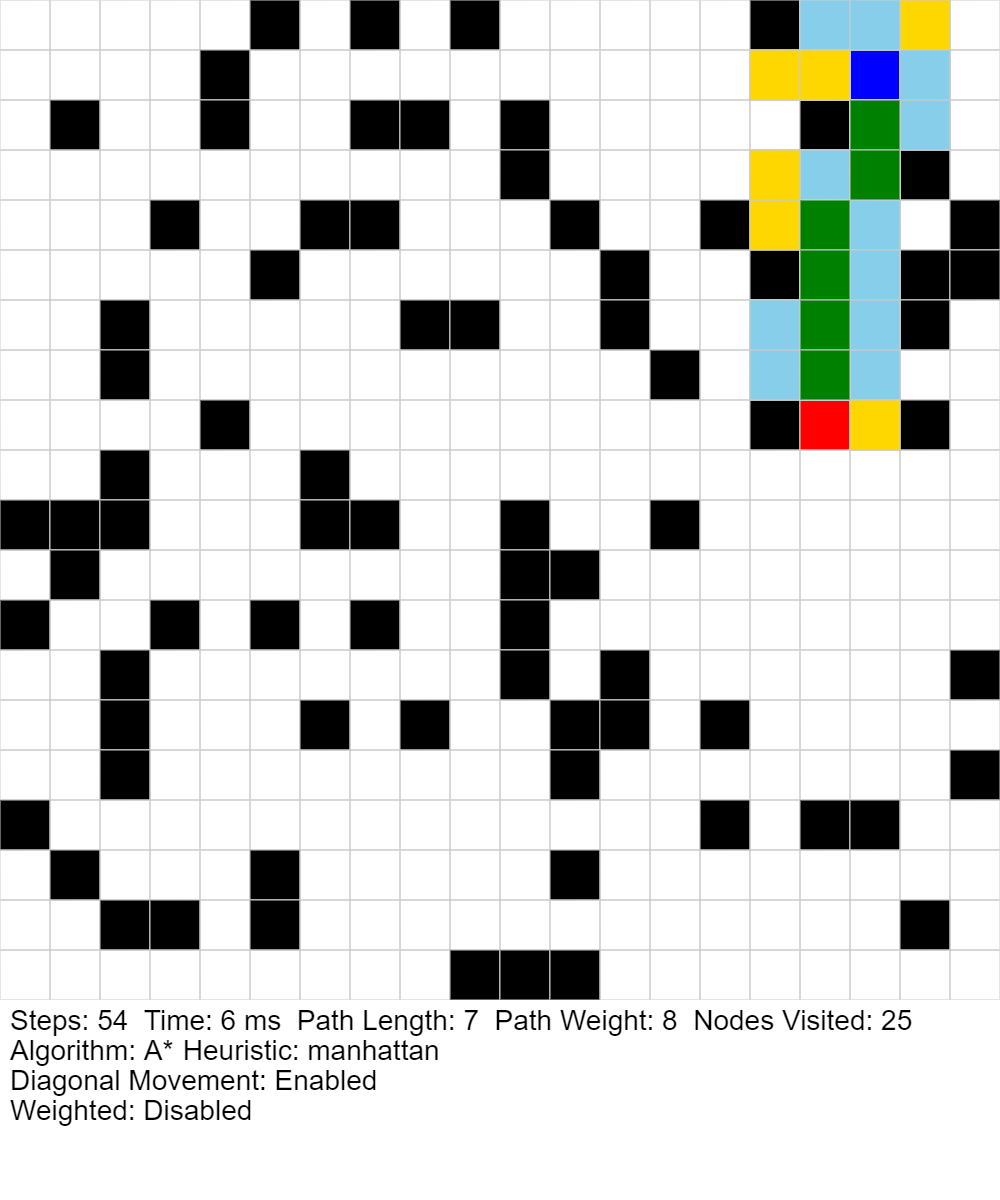 Steps: 54  Time: 6 ms  Path Length: 7  Path Weight: 8  Nodes Visited: 25
Algorithm: A* Heuristic: manhattan
Diagonal Movement: Enabled
Weighted: Disabled